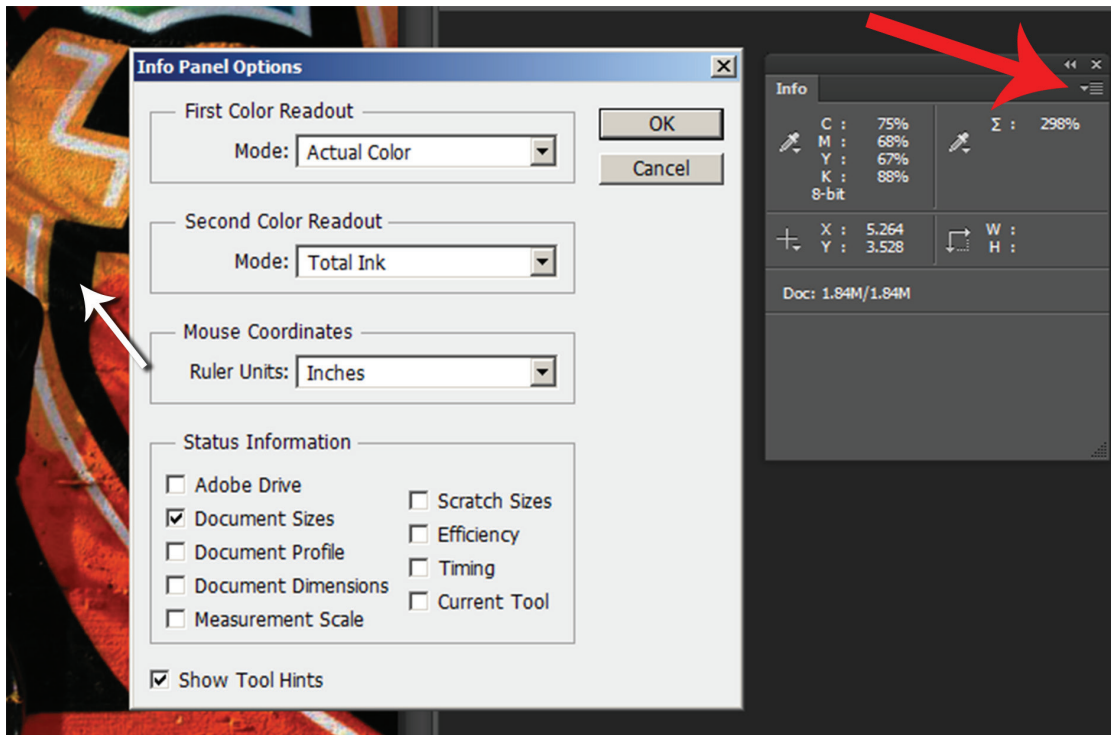 Info Panel Options
First Color Readout
Mode: Actual Color
OK
Cancel
Second Color Readout
Mode: Total Ink
Mouse Coordinates
Ruler Units: Inches
Status Information
Adobe Drive
Document Sizes
Document Profile
Document Dimensions
Measurement Scale
Scratch Sizes
Efficiency
Timing
Current Tool
Show Tool Hints
Info
C : 75%
M : 68%
Y : 67%
K : 88%
8-bit
Σ : 298%
X : 5.264
Y : 3.528
W :
H :
Doc: 1.84M/1.84M